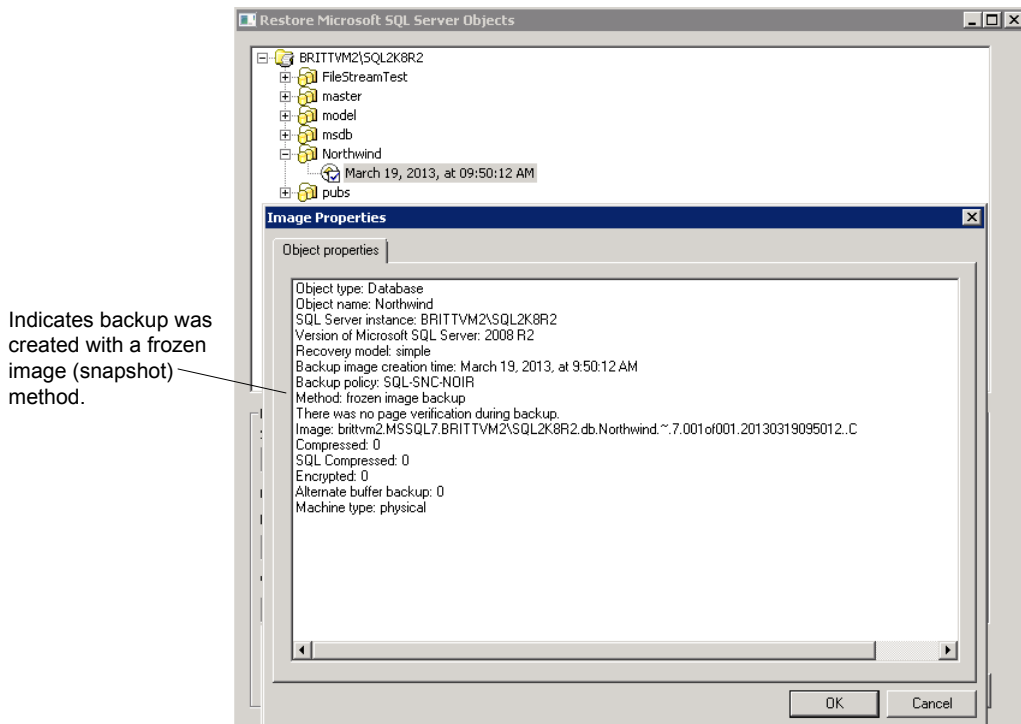 Restore Microsoft SQL Server Objects
BRITTVM2\SQL2K8R2
FileStreamTest
master
model
msdb
Northwind
March 19, 2013, at 09:50:12 AM
pubs
Image Properties
Object properties
Object type: Database
Object name: Northwind
SQL Server instance: BRITTVM2\SQL2K8R2
Version of Microsoft SQL Server: 2008 R2
Recovery model: simple
Backup image creation time: March 19, 2013, at 9:50:12 AM
Backup policy: SQL-SNC-NOIR
Method: frozen image backup
There was no page verification during backup.
Image: brittvm2.MSSQL7.BRITTVM2\SQL2K8R2.db.Northwind.~.7.001of001.20130319095012..C
Compressed: 0
SQL Compressed: 0
Encrypted: 0
Alternate buffer backup: 0
Machine type: physical
Indicates backup was
created with a frozen
image (snapshot)
method.
OK
Cancel